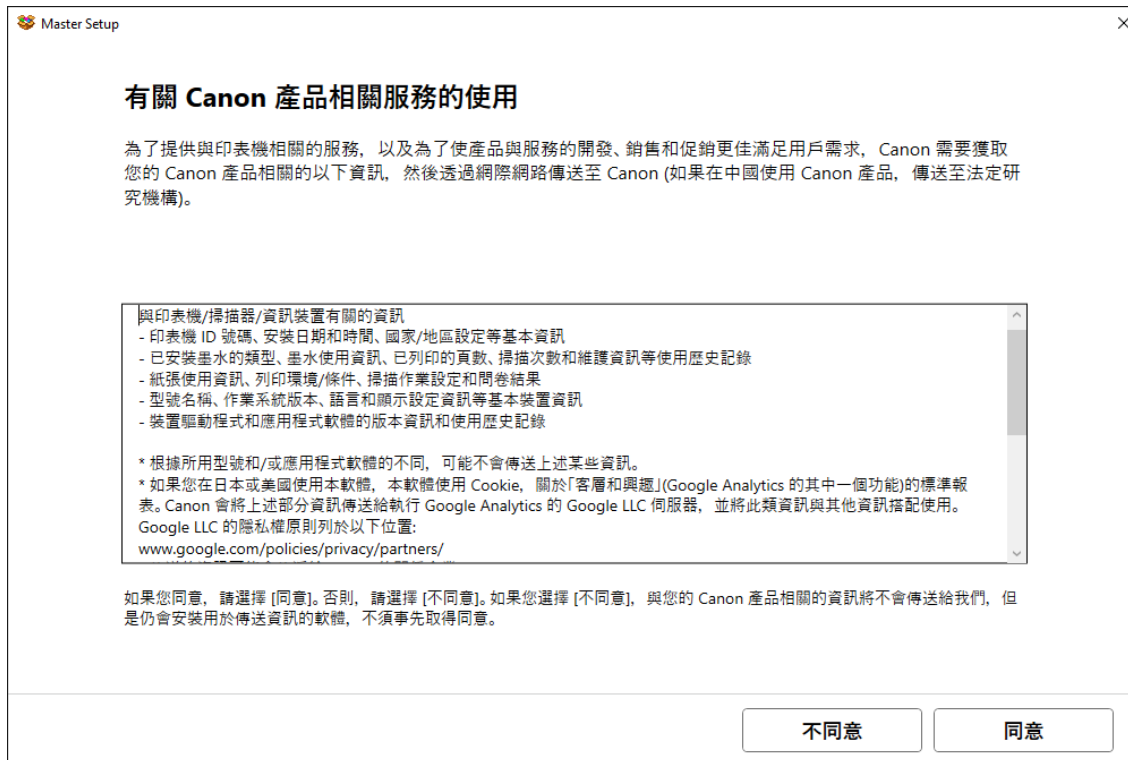 Master Setup
有關 Canon 產品相關服務的使用
為了提供與印表機相關的服務，以及為了使產品與服務的開發、銷售和促銷更佳滿足用戶需求，Canon 需要獲取
您的 Canon 產品相關的以下資訊，然後透過網際網路傳送至 Canon (如果在中國使用 Canon 產品，傳送至法定研
究機構)。
與印表機/掃描器/資訊裝置有關的資訊
- 印表機 ID 號碼、安裝日期和時間、國家/地區設定等基本資訊
- 已安裝墨水的類型、墨水使用資訊、已列印的頁數、掃描次數和維護資訊等使用歷史記錄
- 紙張使用資訊、列印環境/條件、掃描作業設定和問卷結果
- 型號名稱、作業系統版本、語言和顯示設定資訊等基本裝置資訊
- 裝置驅動程式和應用程式軟體的版本資訊和使用歷史記錄
* 根據所用型號和/或應用程式軟體的不同，可能不會傳送上述某些資訊。
* 如果您在日本或美國使用本軟體，本軟體使用 Cookie，關於「客層和興趣」(Google Analytics 的其中一個功能)的標準報
表。Canon 會將上述部分資訊傳送給執行 Google Analytics 的 Google LLC 伺服器，並將此類資訊與其他資訊搭配使用。
Google LLC 的隱私權原則列於以下位置:
www.google.com/policies/privacy/partners/
如果您同意，請選擇 [同意]。否則，請選擇 [不同意]。如果您選擇 [不同意]，與您的 Canon 產品相關的資訊將不會傳送給我們，但
是仍會安裝用於傳送資訊的軟體，不須事先取得同意。
不同意
同意